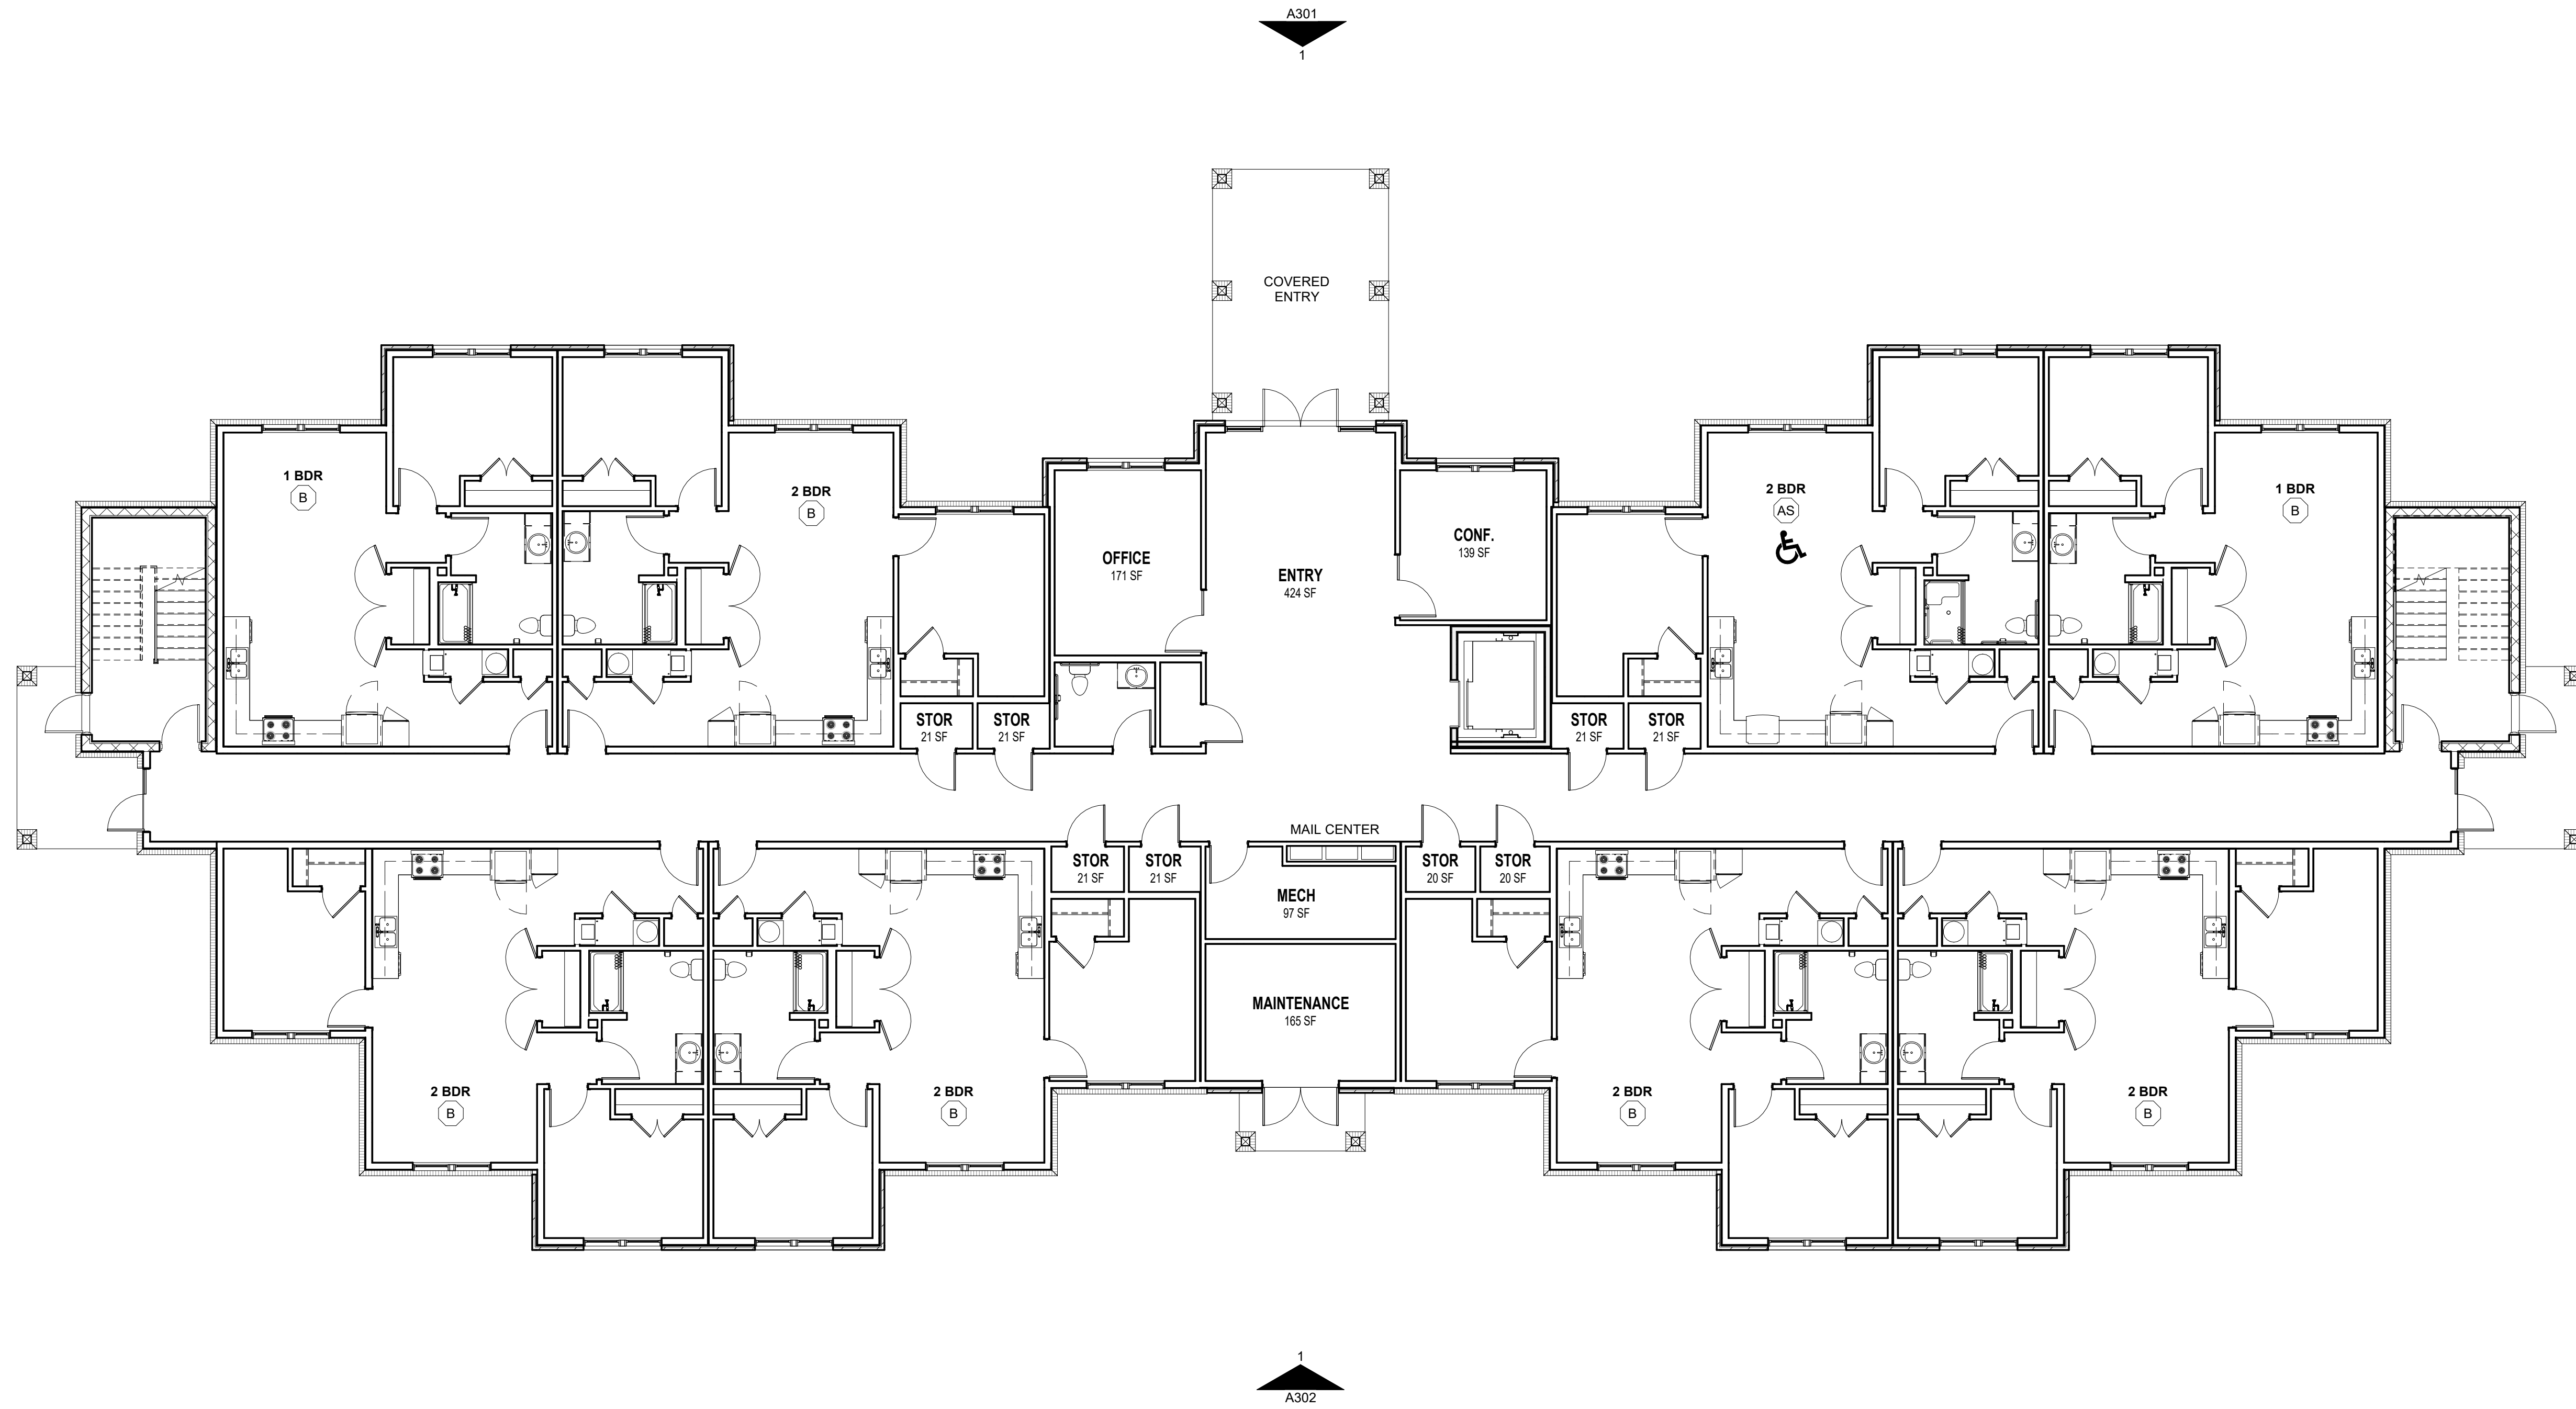 A301
1
COVERED
ENTRY
1 BDR
B
2 BDR
B
OFFICE
171 SF
ENTRY
424 SF
CONF.
139 SF
2 BDR
AS
1 BDR
B
STOR
21 SF
STOR
21 SF
STOR
21 SF
STOR
21 SF
MAIL CENTER
STOR
21 SF
STOR
21 SF
MECH
97 SF
STOR
20 SF
STOR
20 SF
MAINTENANCE
165 SF
2 BDR
B
2 BDR
B
2 BDR
B
2 BDR
B
1
A302